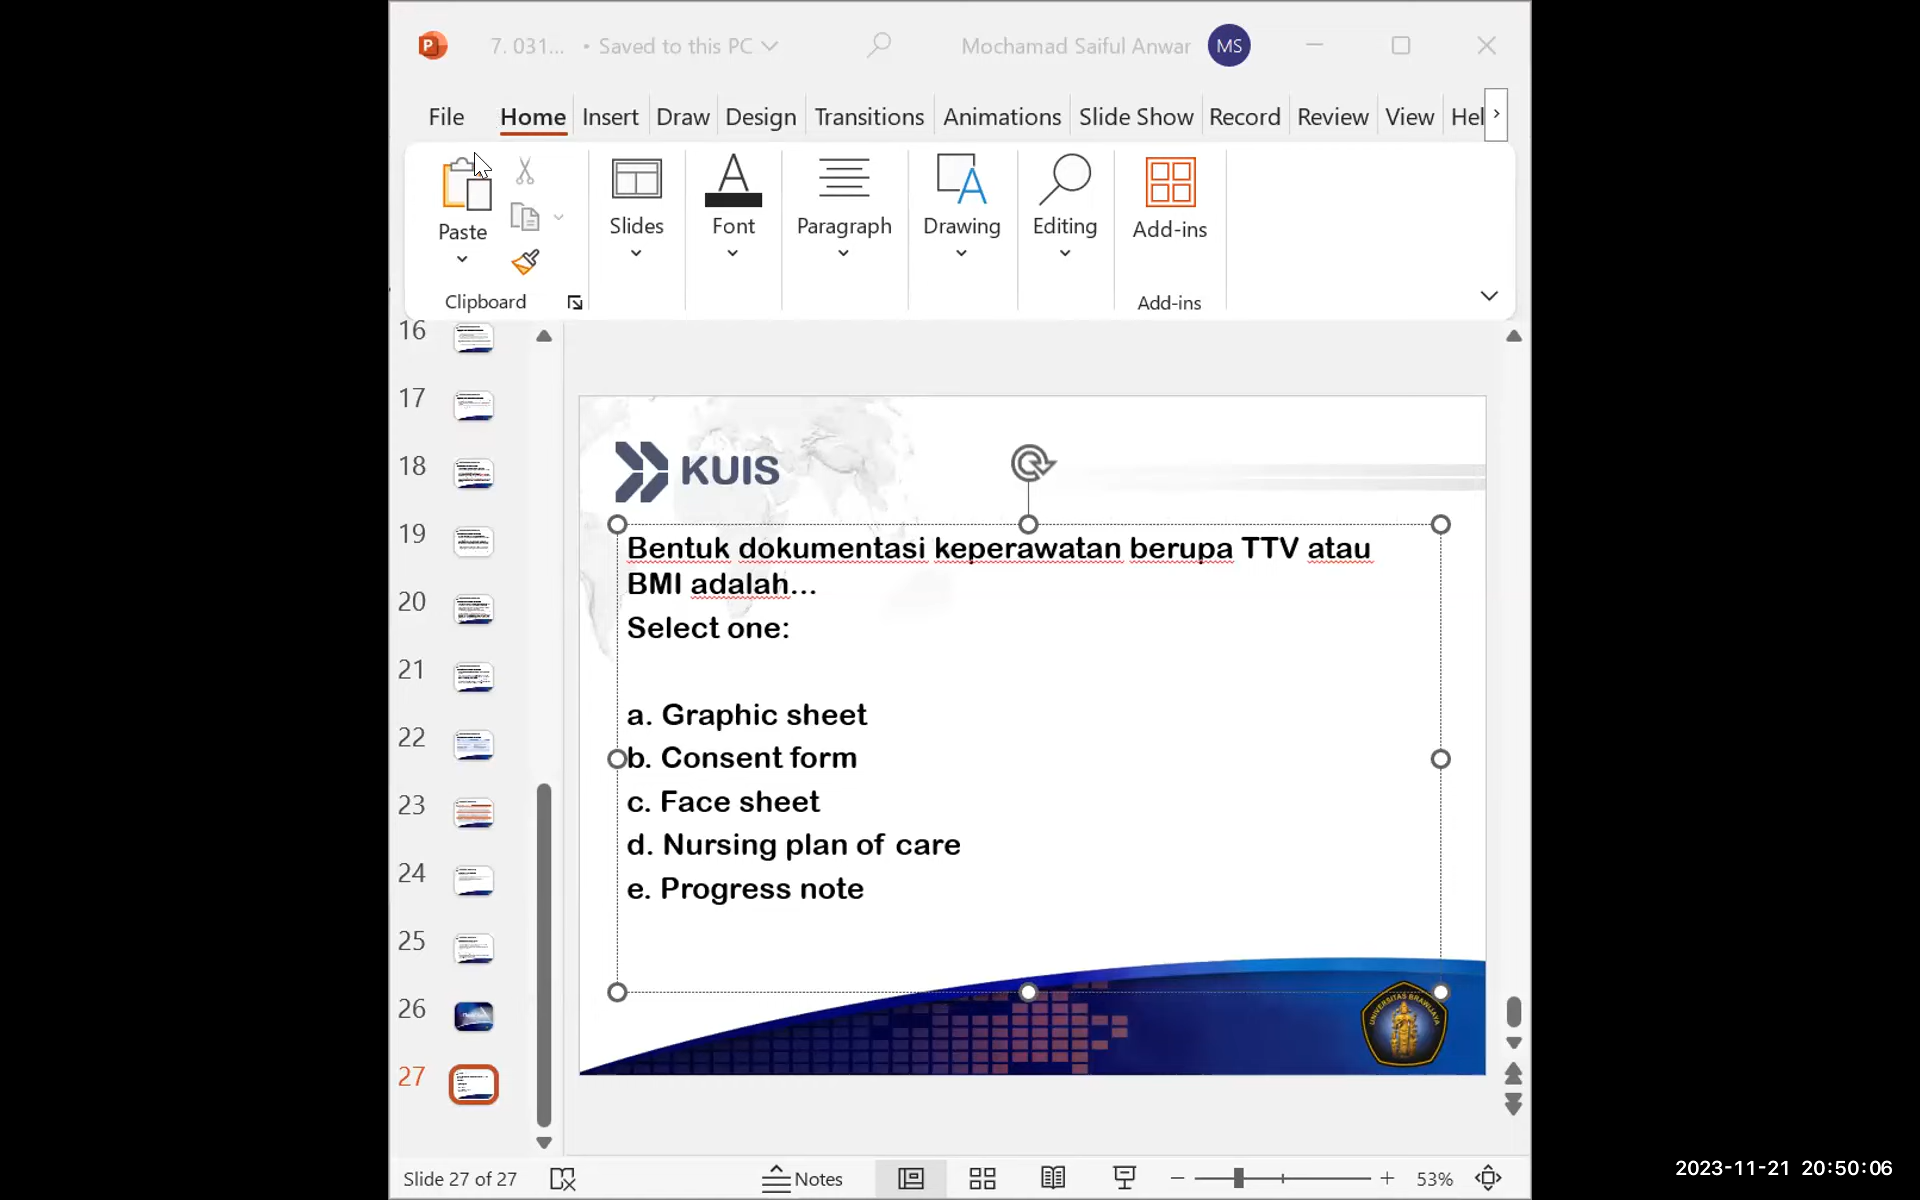 7. 031... • Saved to this PC
Mochamad Saiful Anwar MS
File Home Insert Draw Design Transitions Animations Slide Show Record Review View Hel
Paste
Slides
Font
Paragraph
Drawing
Editing
Add-ins
Clipboard
Add-ins
16
17
18
19
20
21
22
23
24
25
26
27
KUIS
Bentuk dokumentasi keperawatan berupa TTV atau
BMI adalah...
Select one:
a. Graphic sheet
b. Consent form
c. Face sheet
d. Nursing plan of care
e. Progress note
UNIVERSITAS BRAWIJAYA
Slide 27 of 27
Notes
53%
2023-11-21 20:50:06